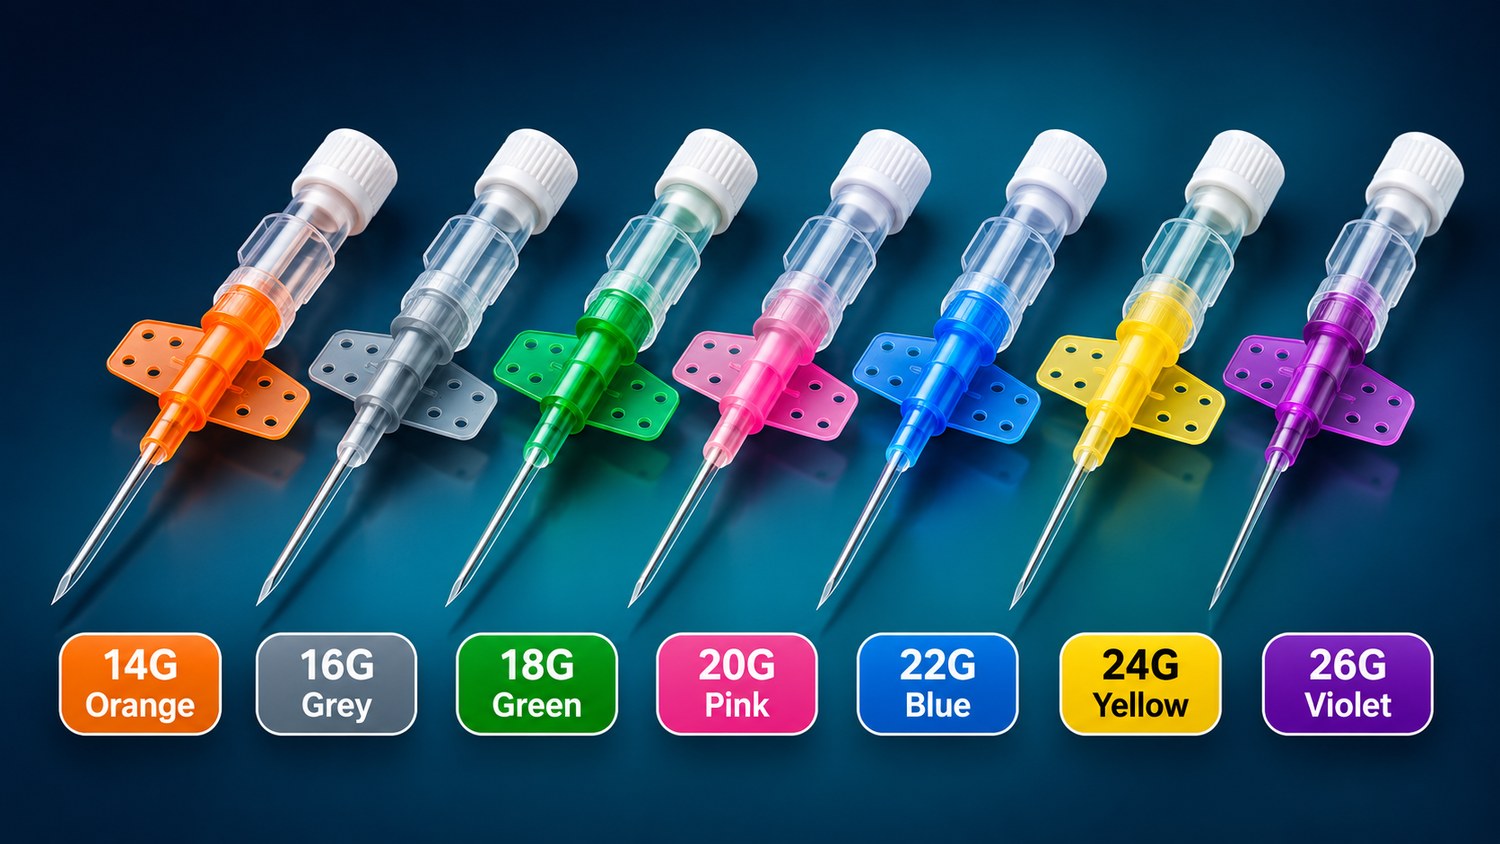 14G
Orange
16G
Grey
18G
Green
20G
Pink
22G
Blue
24G
Yellow
26G
Violet